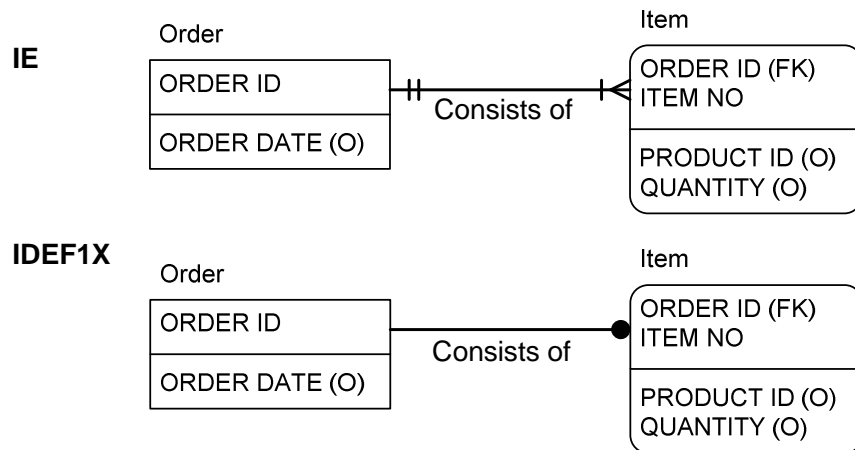 IE
Order
ORDER ID
ORDER DATE (O)
Consists of
Item
ORDER ID (FK)
ITEM NO
PRODUCT ID (O)
QUANTITY (O)
IDEF1X
Order
ORDER ID
ORDER DATE (O)
Consists of
Item
ORDER ID (FK)
ITEM NO
PRODUCT ID (O)
QUANTITY (O)